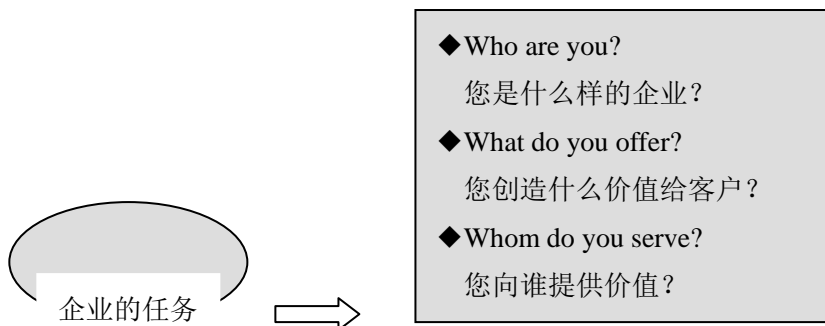 ◆Who are you?
您是什么样的企业？
◆What do you offer?
您创造什么价值给客户？
◆Whom do you serve?
您向谁提供价值？
企业的任务